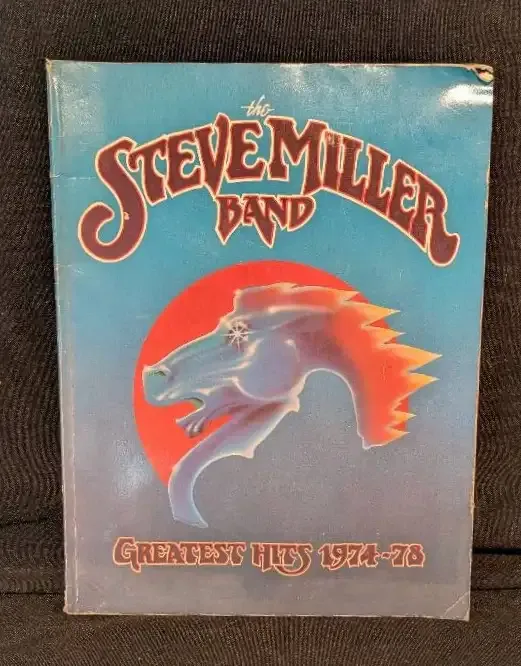 the
STEVE MILLER
BAND
GREATEST HITS 1974-78